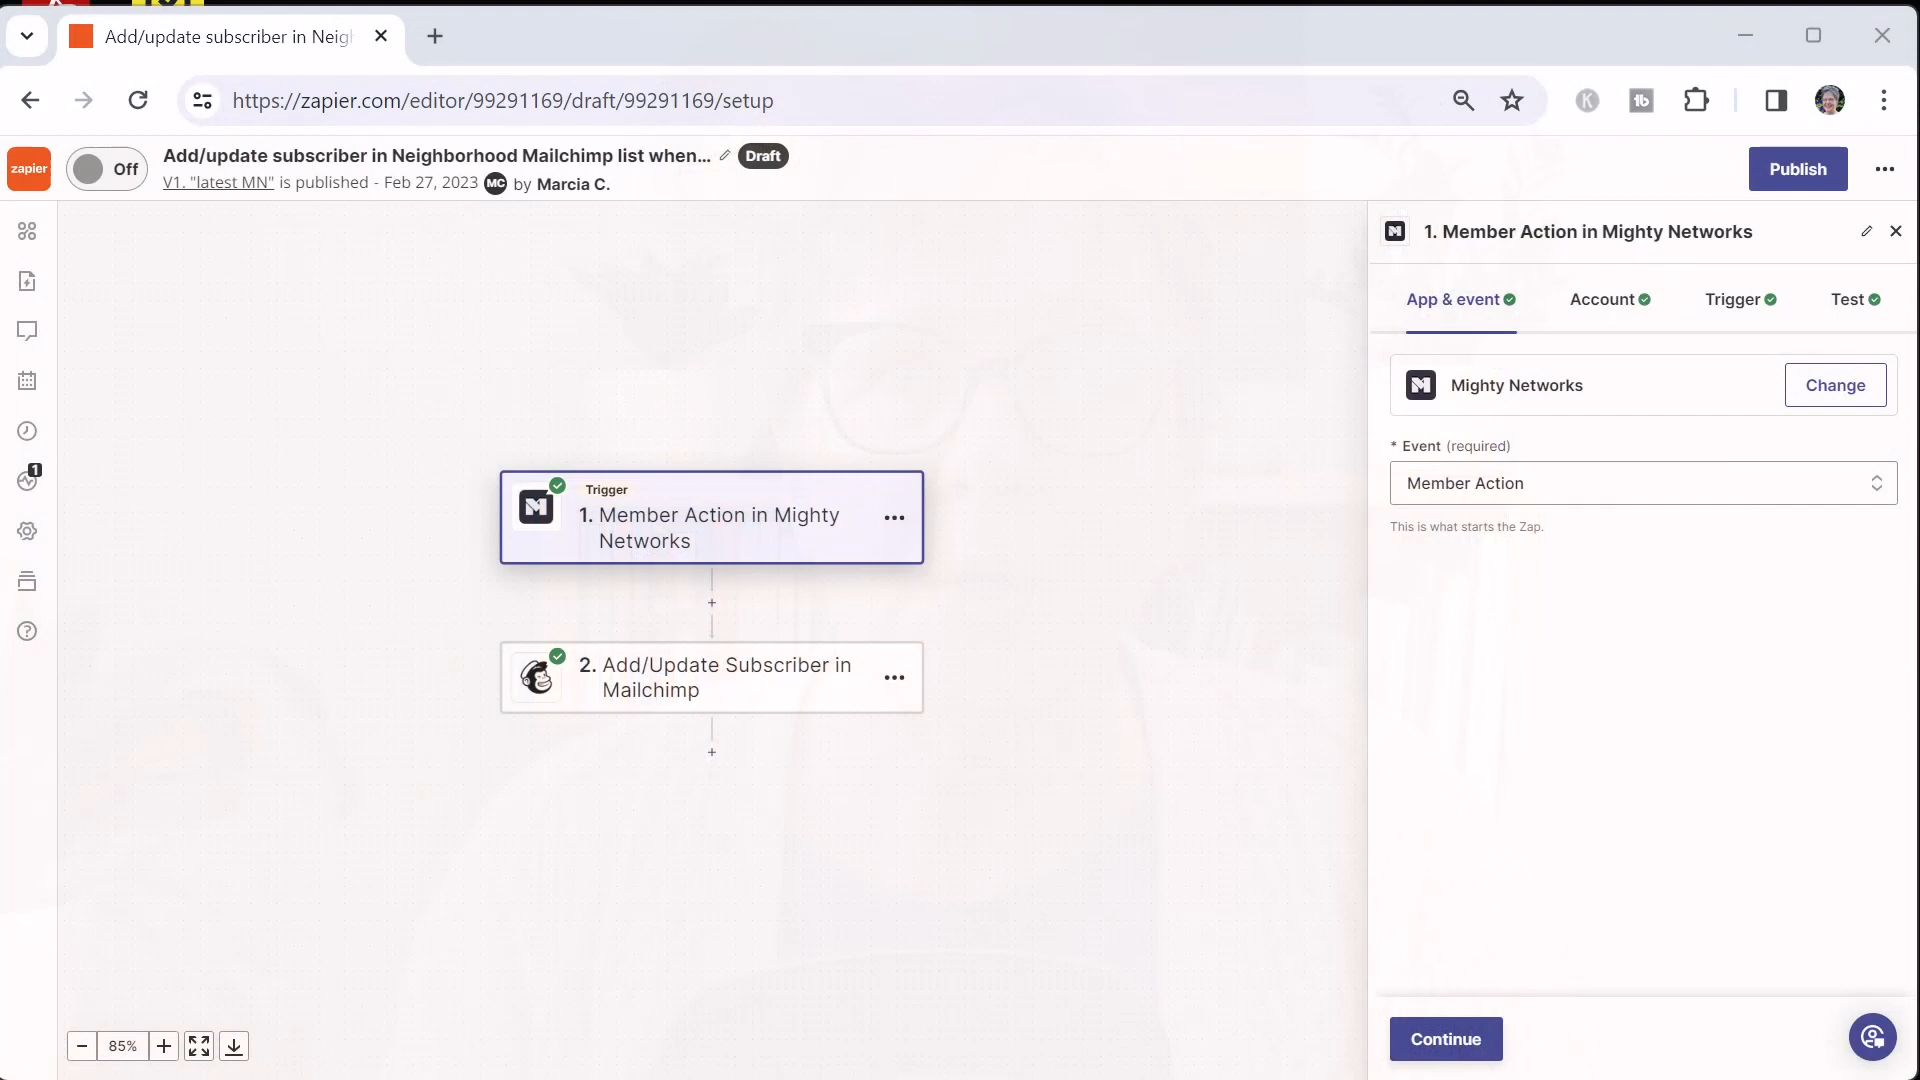 Add/update subscriber in Neigh
https://zapier.com/editor/99291169/draft/99291169/setup
zapier
Off
Add/update subscriber in Neighborhood Mailchimp list when...
Draft
V1. "latest MN" is published - Feb 27, 2023 MC by Marcia C.
Publish
1. Member Action in Mighty Networks
App & event
Account
Trigger
Test
Mighty Networks
Change
* Event (required)
Member Action
This is what starts the Zap.
1
Trigger
1. Member Action in Mighty
Networks
2. Add/Update Subscriber in
Mailchimp
85%
Continue